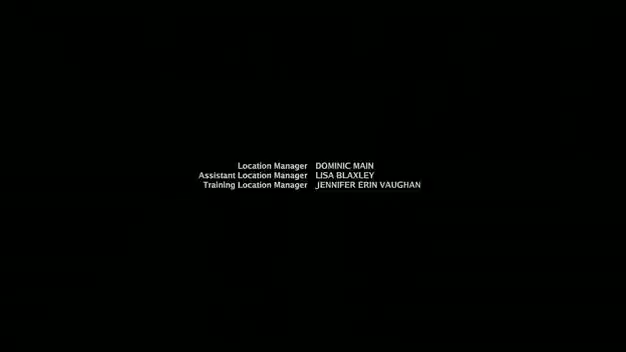 Location Manager DOMINIC MAIN
Assistant Location Manager LISA BLAXLEY
Training Location Manager JENNIFER ERIN VAUGHAN